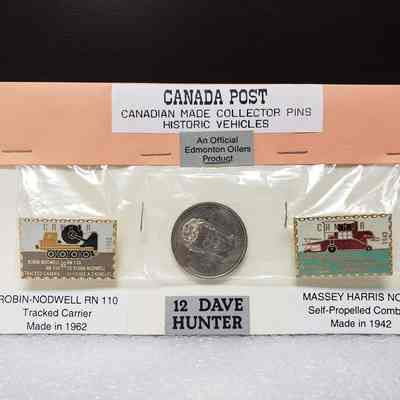 CANADA POST
CANADIAN MADE COLLECTOR PINS
HISTORIC VEHICLES
An Official
Edmonton Oilers
Product
CANADA
ROBIN-NODWELL RN 110
Tracked Carrier
Made in 1962
12 DAVE
HUNTER
CANADA
MASSEY HARRIS NO
Self-Propelled Comb
Made in 1942